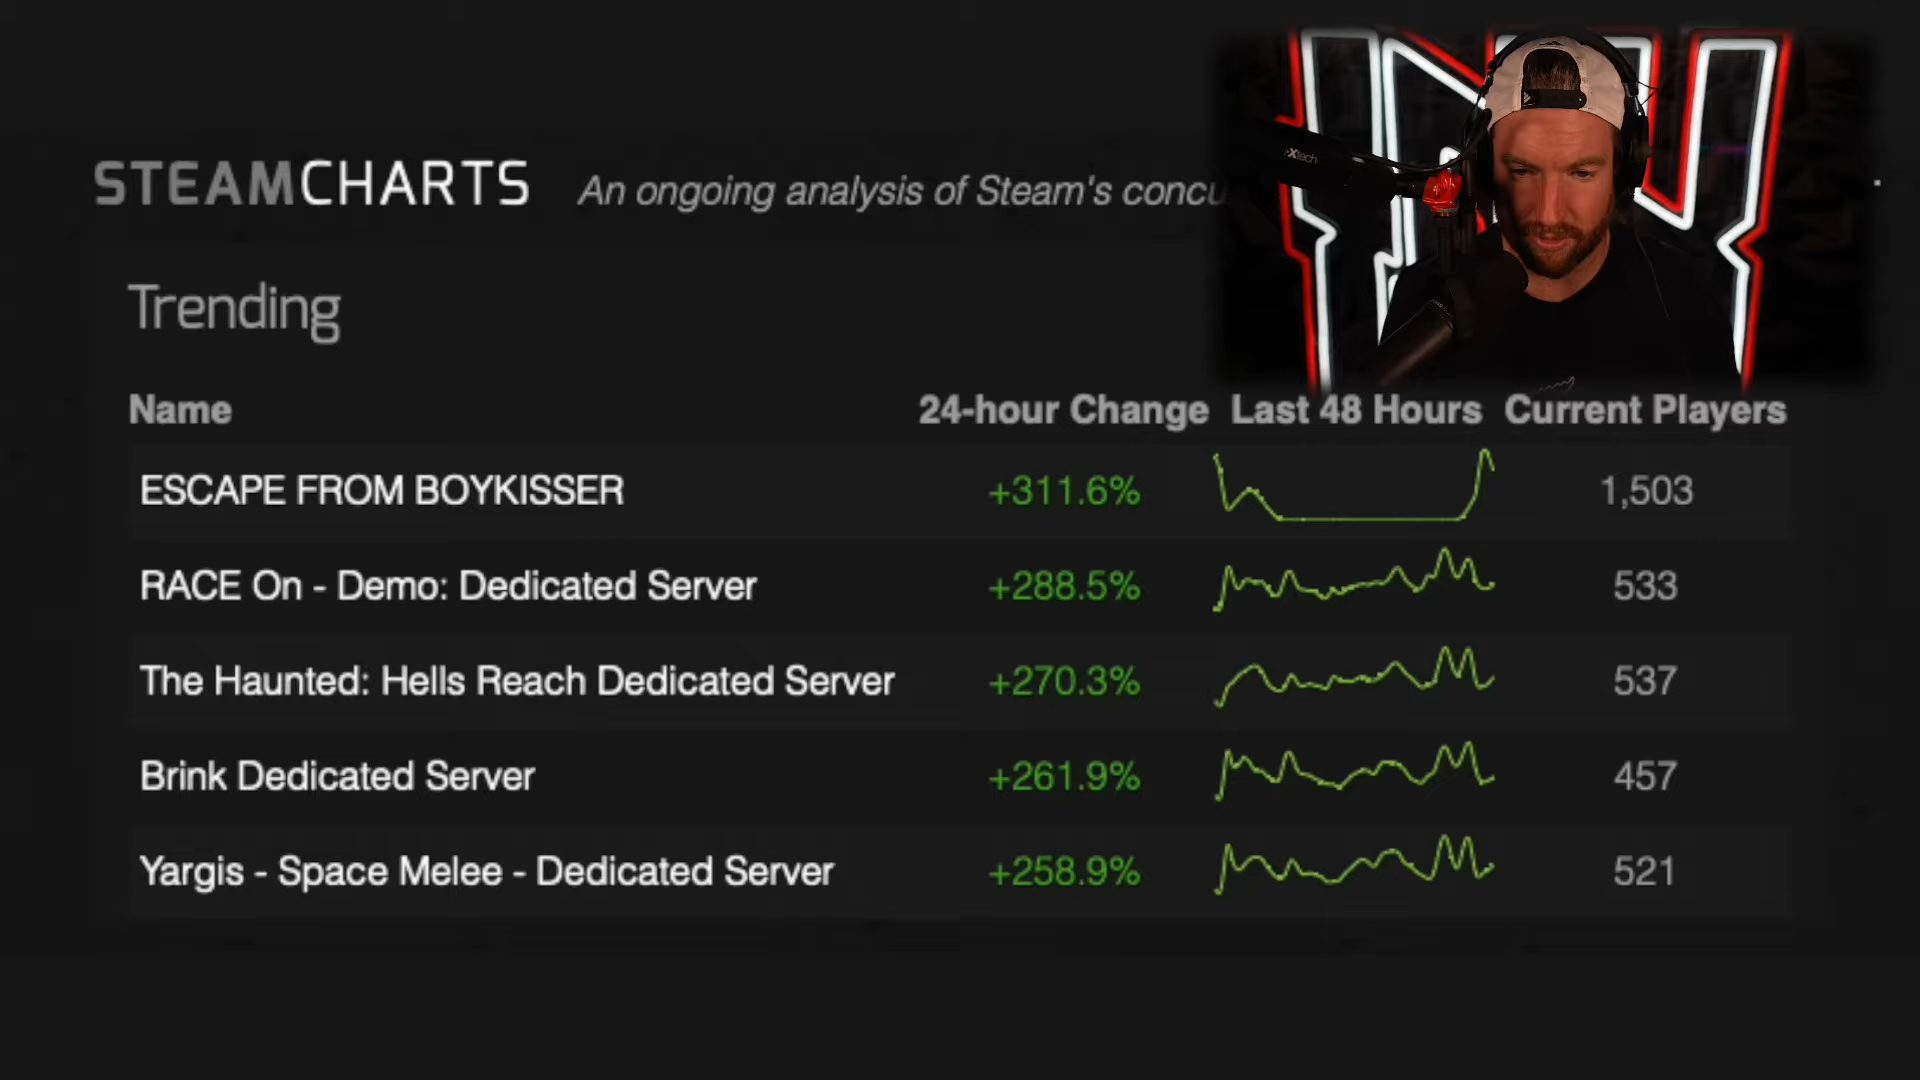 STEAMCHARTS An ongoing analysis of Steam's concu
Trending
Name 24-hour Change Last 48 Hours Current Players
ESCAPE FROM BOYKISSER +311.6% 1,503
RACE On - Demo: Dedicated Server +288.5% 533
The Haunted: Hells Reach Dedicated Server +270.3% 537
Brink Dedicated Server +261.9% 457
Yargis - Space Melee - Dedicated Server +258.9% 521